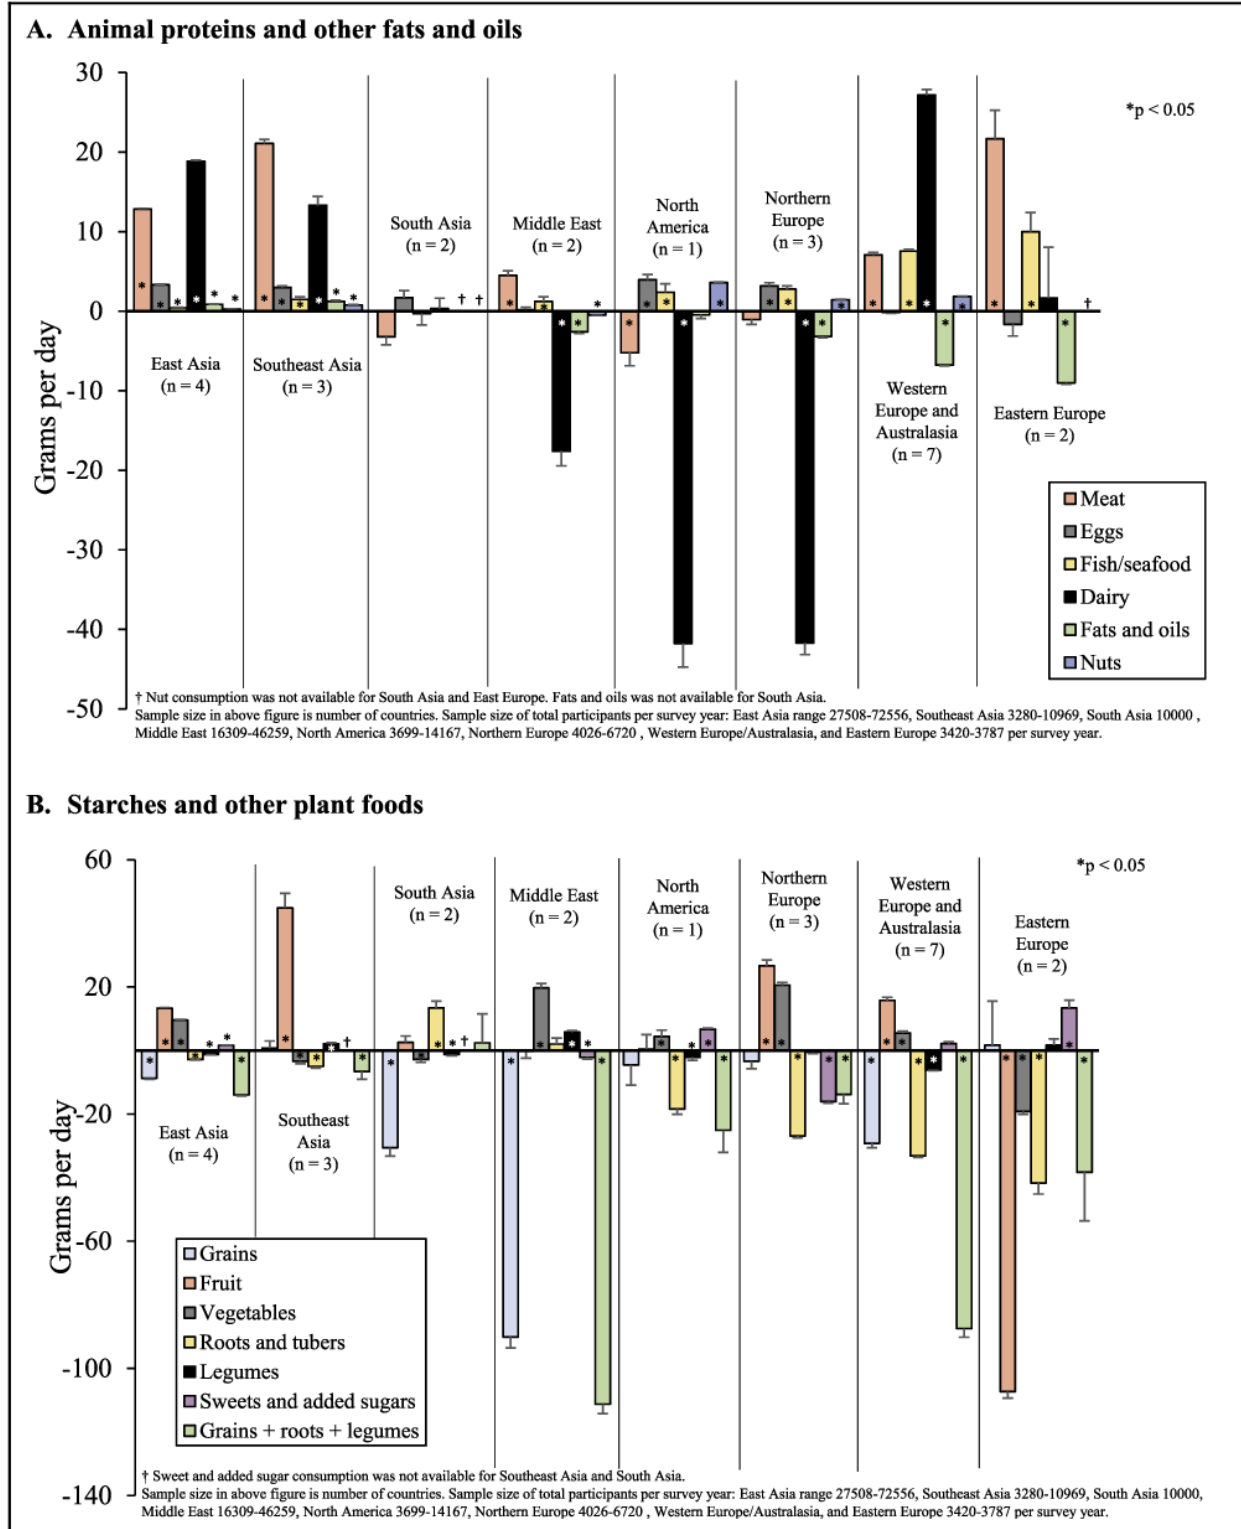 A. Animal proteins and other fats and oils
30
20
10
0
-10
-20
-30
-40
-50
Grams per day
*p < 0.05
East Asia
(n = 4)
Southeast Asia
(n = 3)
South Asia
(n = 2)
Middle East
(n = 2)
North
America
(n = 1)
Northern
Europe
(n = 3)
Western
Europe and
Australasia
(n = 7)
Eastern Europe
(n = 2)
* * * * * *
* * * * * *
† †
* * * * *
* * * * *
* * * * *
* * * * *
* * * †
Meat
Eggs
Fish/seafood
Dairy
Fats and oils
Nuts
† Nut consumption was not available for South Asia and East Europe. Fats and oils was not available for South Asia.
Sample size in above figure is number of countries. Sample size of total participants per survey year: East Asia range 27508-72556, Southeast Asia 3280-10969, South Asia 10000 ,
Middle East 16309-46259, North America 3699-14167, Northern Europe 4026-6720 , Western Europe/Australasia, and Eastern Europe 3420-3787 per survey year.
B. Starches and other plant foods
60
20
-20
-60
-100
-140
Grams per day
*p < 0.05
East Asia
(n = 4)
Southeast
Asia
(n = 3)
South Asia
(n = 2)
Middle East
(n = 2)
North
America
(n = 1)
Northern
Europe
(n = 3)
Western
Europe and
Australasia
(n = 7)
Eastern
Europe
(n = 2)
* * * * * * *
* * * * †
* * * * †
* * * * *
* * * * *
* * * * *
* * * * * *
* * * * *
Grains
Fruit
Vegetables
Roots and tubers
Legumes
Sweets and added sugars
Grains + roots + legumes
† Sweet and added sugar consumption was not available for Southeast Asia and South Asia.
Sample size in above figure is number of countries. Sample size of total participants per survey year: East Asia range 27508-72556, Southeast Asia 3280-10969, South Asia 10000,
Middle East 16309-46259, North America 3699-14167, Northern Europe 4026-6720 , Western Europe/Australasia, and Eastern Europe 3420-3787 per survey year.